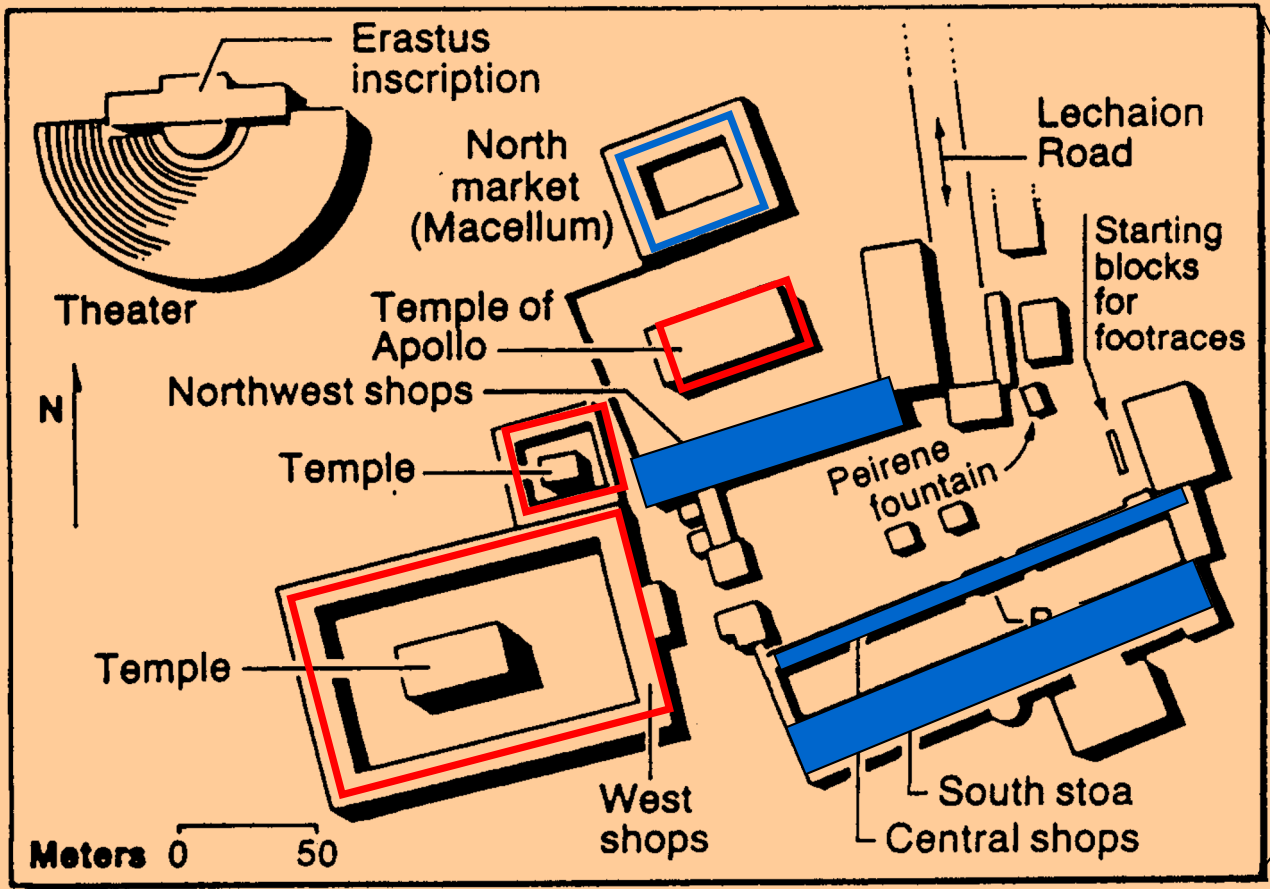 Erastus
inscription
North
market
(Macellum)
Lechaion
Road
Starting
blocks
for
footraces
Theater
Temple of
Apollo
Northwest shops
N
Temple
Peirene
fountain
Temple
West
shops
South stoa
Central shops
Meters 0 50